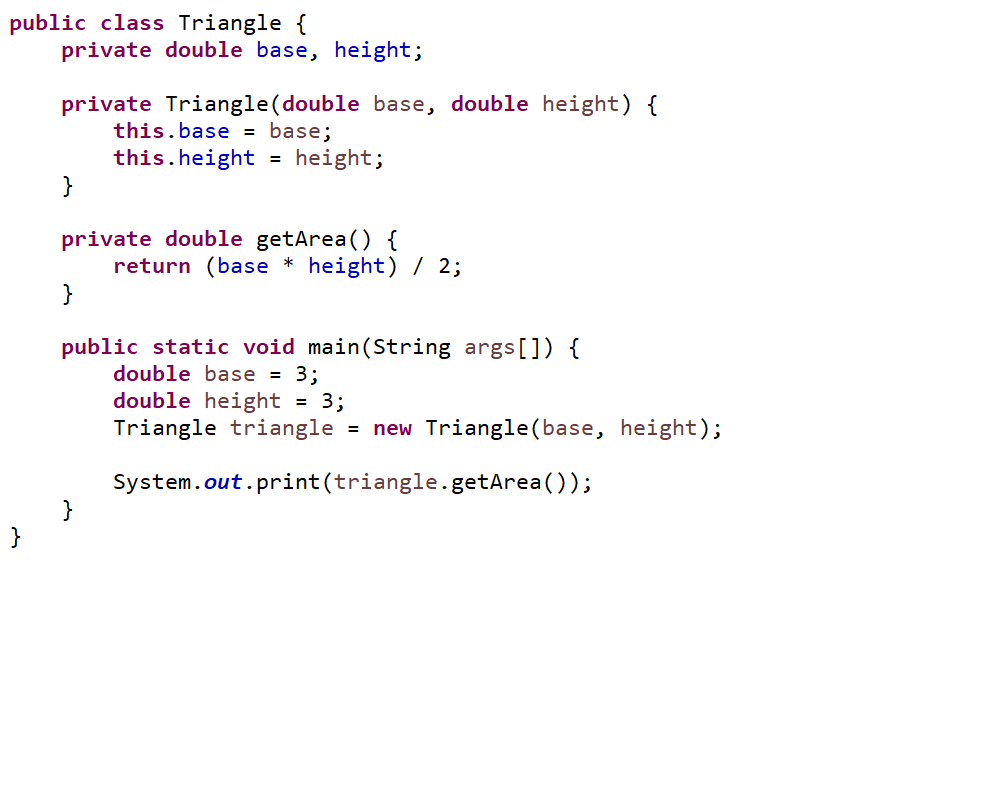 public class Triangle {
    private double base, height;

    private Triangle(double base, double height) {
        this.base = base;
        this.height = height;
    }

    private double getArea() {
        return (base * height) / 2;
    }

    public static void main(String args[]) {
        double base = 3;
        double height = 3;
        Triangle triangle = new Triangle(base, height);

        System.out.print(triangle.getArea());
    }
}